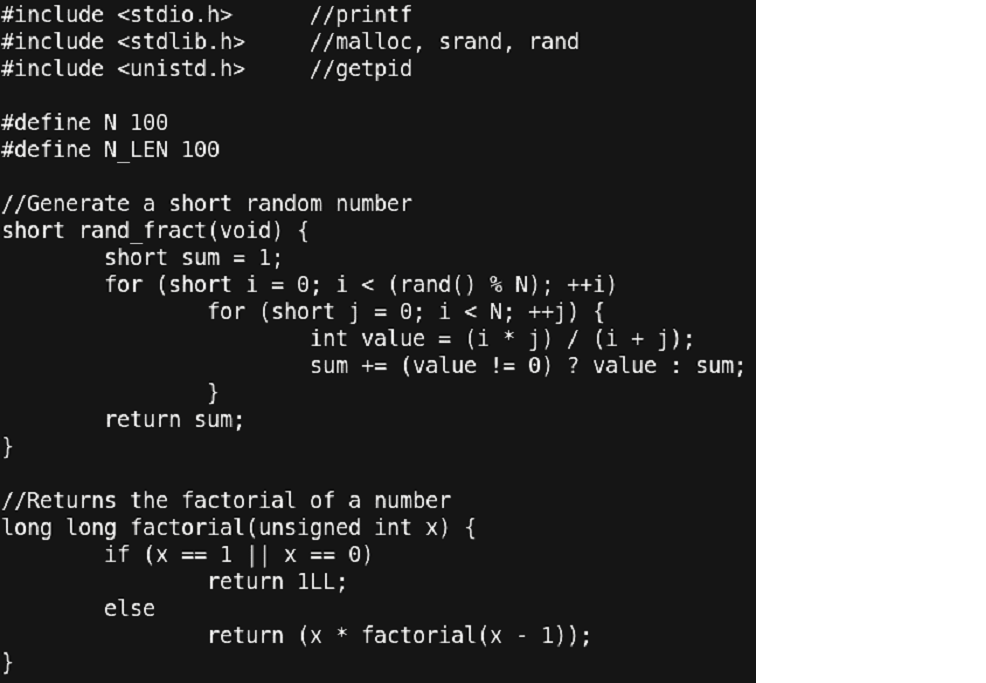 #include <stdio.h>      //printf
#include <stdlib.h>     //malloc, srand, rand
#include <unistd.h>     //getpid

#define N 100
#define N_LEN 100

//Generate a short random number
short rand_fract(void) {
        short sum = 1;
        for (short i = 0; i < (rand() % N); ++i)
                for (short j = 0; i < N; ++j) {
                        int value = (i * j) / (i + j);
                        sum += (value != 0) ? value : sum;
                }
        return sum;
}

//Returns the factorial of a number
long long factorial(unsigned int x) {
        if (x == 1 || x == 0)
                return 1LL;
        else
                return (x * factorial(x - 1));
}